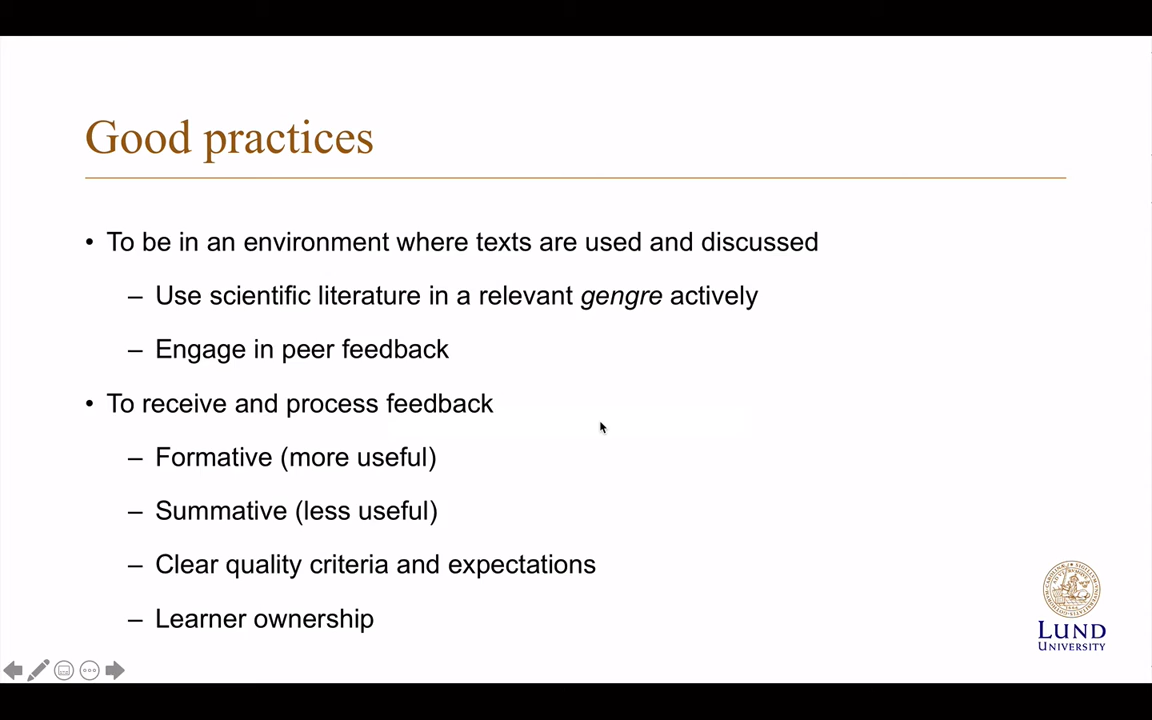 Good practices
• To be in an environment where texts are used and discussed
– Use scientific literature in a relevant gengre actively
– Engage in peer feedback
• To receive and process feedback
– Formative (more useful)
– Summative (less useful)
– Clear quality criteria and expectations
– Learner ownership
LUND
UNIVERSITY